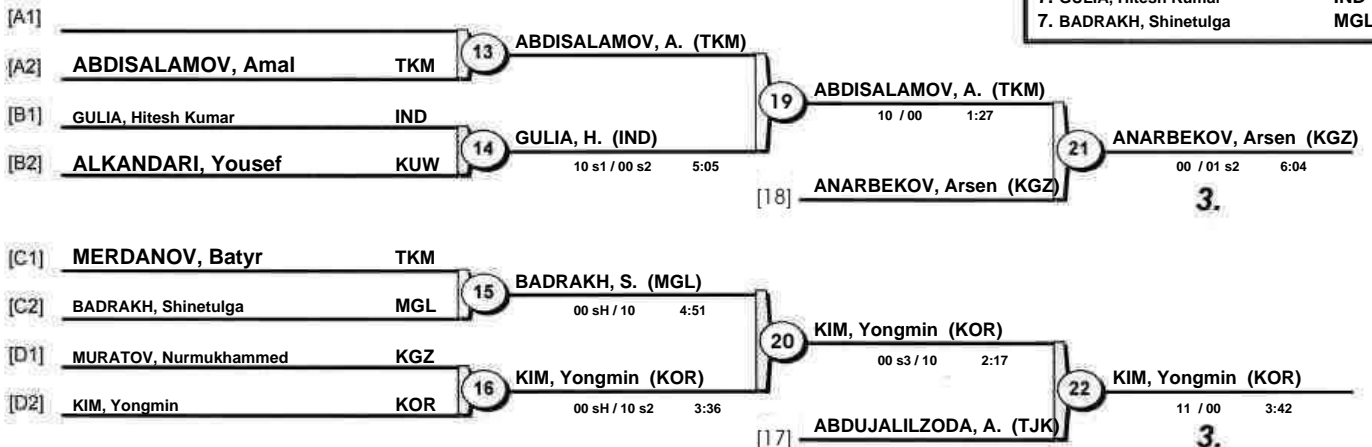 7. GULIA, Hitesh Kumar IND
7. BADRAKH, Shinetulga MGL
[A1]
13 ABDISALAMOV, A. (TKM)
[A2] ABDISALAMOV, Amal TKM
19 ABDISALAMOV, A. (TKM)
10 / 00 1:27
[B1] GULIA, Hitesh Kumar IND
14 GULIA, H. (IND)
10 s1 / 00 s2 5:05
[B2] ALKANDARI, Yousef KUW
21 ANARBEKOV, Arsen (KGZ)
00 / 01 s2 6:04
3.
[18] ANARBEKOV, Arsen (KGZ)
[C1] MERDANOV, Batyr TKM
15 BADRAKH, S. (MGL)
00 sH / 10 4:51
[C2] BADRAKH, Shinetulga MGL
20 KIM, Yongmin (KOR)
00 s3 / 10 2:17
[D1] MURATOV, Nurmukhammed KGZ
16 KIM, Yongmin (KOR)
00 sH / 10 s2 3:36
[D2] KIM, Yongmin KOR
22 KIM, Yongmin (KOR)
11 / 00 3:42
3.
[17] ABDUJALILZODA, A. (TJK)